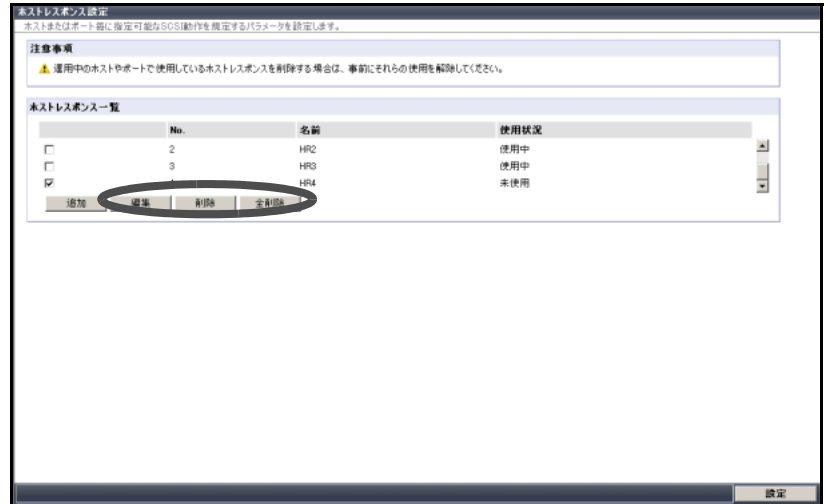 ホストレスポンス設定
ホストまたはポート毎に指定可能なSCSI動作を規定するパラメータを設定します。
注意事項
運用中のホストやポートで使用しているホストレスポンスを削除する場合は、事前にそれらの使用を解除してください。
ホストレスポンス一覧
No. 名前 使用状況
2 HR2 使用中
3 HR3 使用中
HR4 未使用
追加 編集 削除 全削除
設定